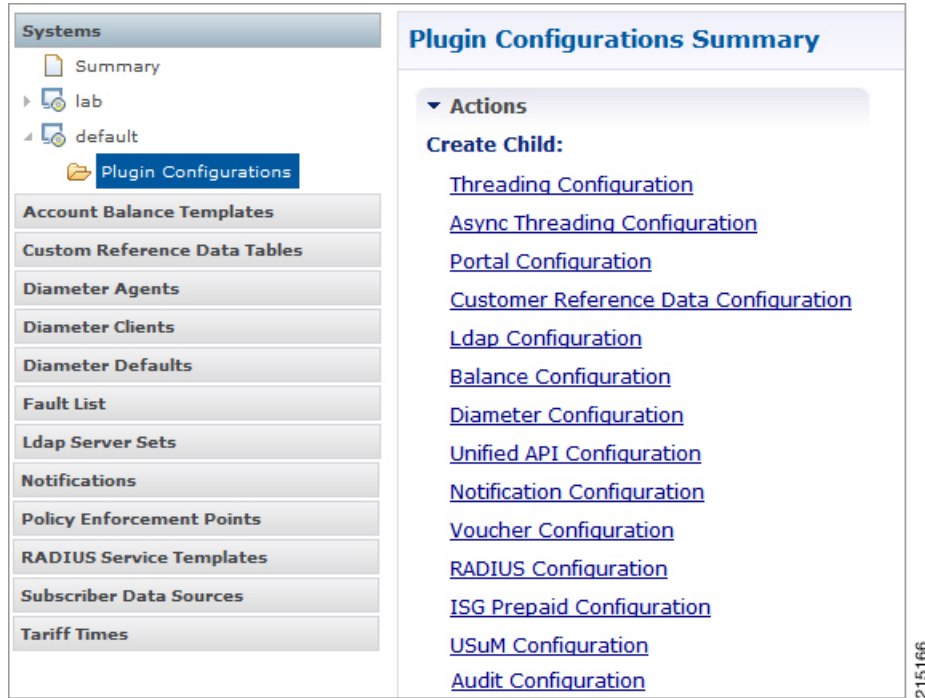 Systems
Summary
lab
default
Plugin Configurations
Account Balance Templates
Custom Reference Data Tables
Diameter Agents
Diameter Clients
Diameter Defaults
Fault List
Ldap Server Sets
Notifications
Policy Enforcement Points
RADIUS Service Templates
Subscriber Data Sources
Tariff Times
Plugin Configurations Summary
Actions
Create Child:
Threading Configuration
Async Threading Configuration
Portal Configuration
Customer Reference Data Configuration
Ldap Configuration
Balance Configuration
Diameter Configuration
Unified API Configuration
Notification Configuration
Voucher Configuration
RADIUS Configuration
ISG Prepaid Configuration
USuM Configuration
Audit Configuration
215166